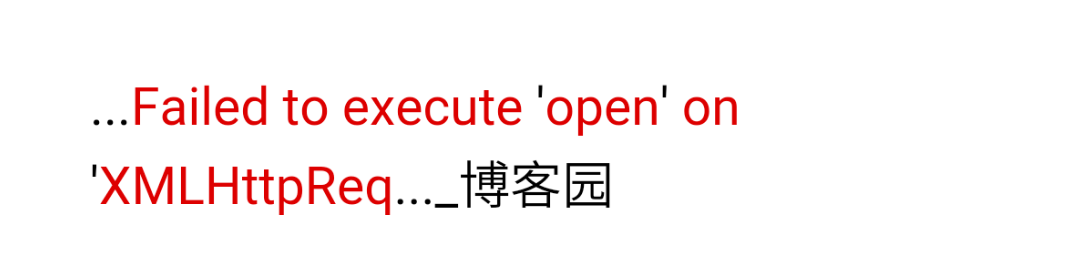 ...Failed to execute 'open' on
'XMLHttpReq..._博客园